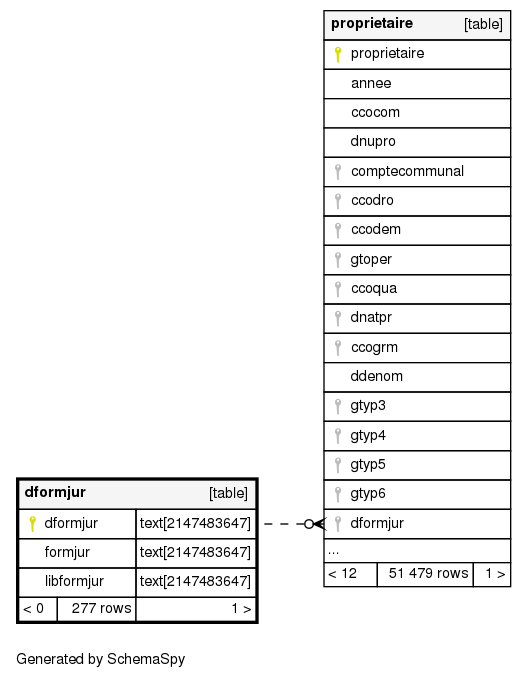 proprietaire [table]
proprietaire
annee
ccocom
dnupro
comptecommunal
ccodro
ccodem
gtoper
ccoqua
dnatpr
ccogrm
ddenom
gtyp3
gtyp4
gtyp5
gtyp6
dformjur
...
< 12 51 479 rows 1 >
dformjur [table]
dformjur text[2147483647]
formjur text[2147483647]
libformjur text[2147483647]
< 0 277 rows 1 >
Generated by SchemaSpy